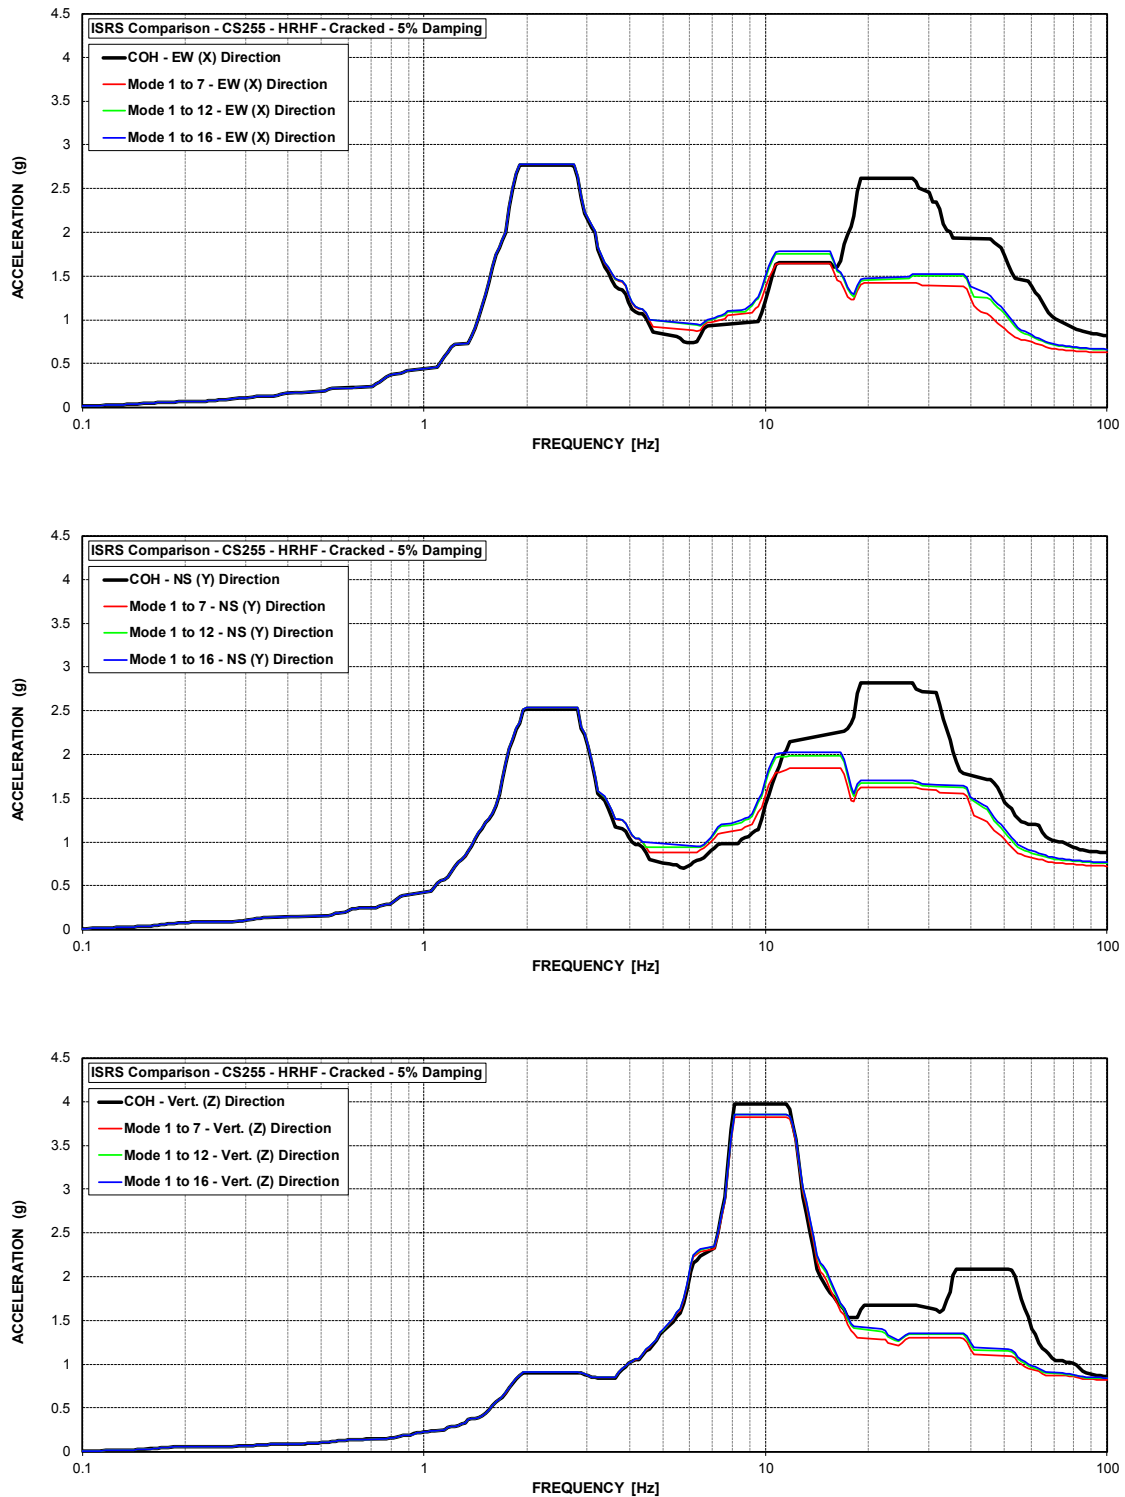 ISRS Comparison - CS255 - HRHF - Cracked - 5% Damping
COH - EW (X) Direction
Mode 1 to 7 - EW (X) Direction
Mode 1 to 12 - EW (X) Direction
Mode 1 to 16 - EW (X) Direction
4.5
4
3.5
3
2.5
2
1.5
1
0.5
0
ACCELERATION (g)
0.1
1
10
100
FREQUENCY [Hz]
ISRS Comparison - CS255 - HRHF - Cracked - 5% Damping
COH - NS (Y) Direction
Mode 1 to 7 - NS (Y) Direction
Mode 1 to 12 - NS (Y) Direction
Mode 1 to 16 - NS (Y) Direction
4.5
4
3.5
3
2.5
2
1.5
1
0.5
0
ACCELERATION (g)
0.1
1
10
100
FREQUENCY [Hz]
ISRS Comparison - CS255 - HRHF - Cracked - 5% Damping
COH - Vert. (Z) Direction
Mode 1 to 7 - Vert. (Z) Direction
Mode 1 to 12 - Vert. (Z) Direction
Mode 1 to 16 - Vert. (Z) Direction
4.5
4
3.5
3
2.5
2
1.5
1
0.5
0
ACCELERATION (g)
0.1
1
10
100
FREQUENCY [Hz]